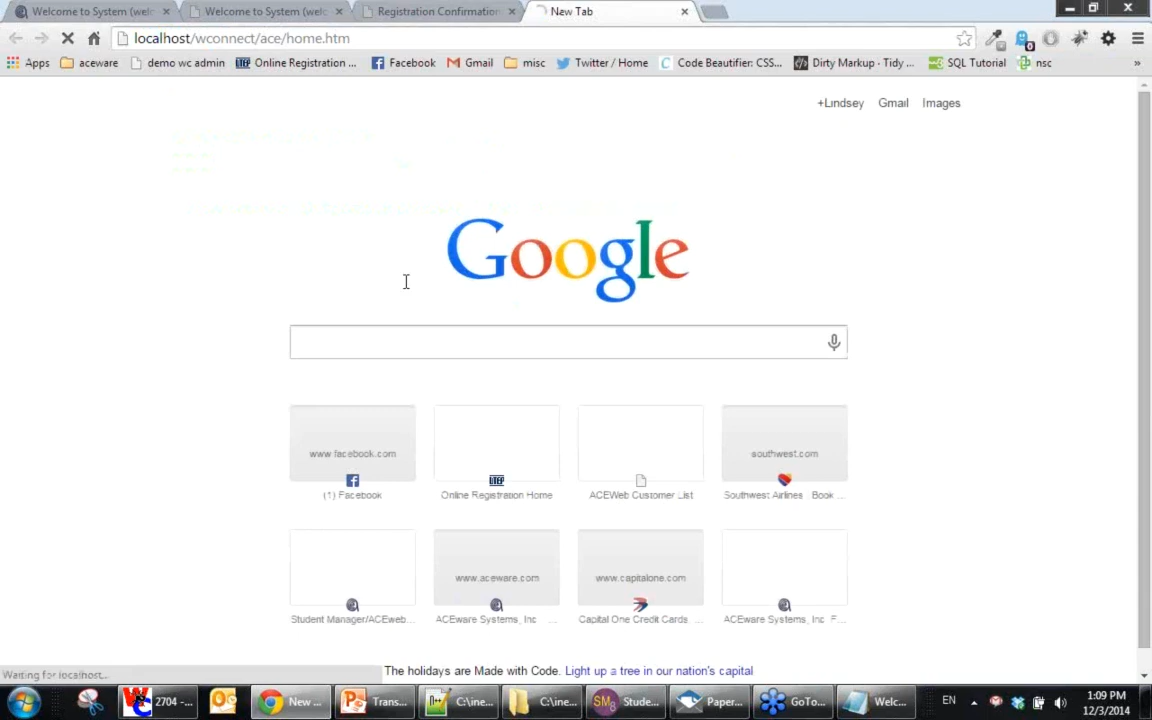 Welcome to System (welc
Welcome to System (welc
Registration Confirmation
New Tab
localhost/wconnect/ace/home.htm
0
Apps
aceware
demo wc admin
UTEP
Online Registration ...
Facebook
Gmail
misc
Twitter / Home
Code Beautifier: CSS...
Dirty Markup - Tidy ...
SQL Tutorial
nsc
»
+Lindsey
Gmail
Images
Google
www.facebook.com
southwest.com
UTEP
(1) Facebook
Online Registration Home
ACEWeb Customer List
Southwest Airlines - Book ...
www.aceware.com
www.capitalone.com
Student Manager/ACEweb...
ACEware Systems, Inc. ...
Capital One Credit Cards, ...
ACEware Systems, Inc. F...
Waiting for localhost...
The holidays are Made with Code. Light up a tree in our nation's capital
2704 -...
New ...
Trans...
C:\ine...
C:\ine...
SM8
Stude...
Paper...
GoTo...
Welc...
EN
1:09 PM
12/3/2014